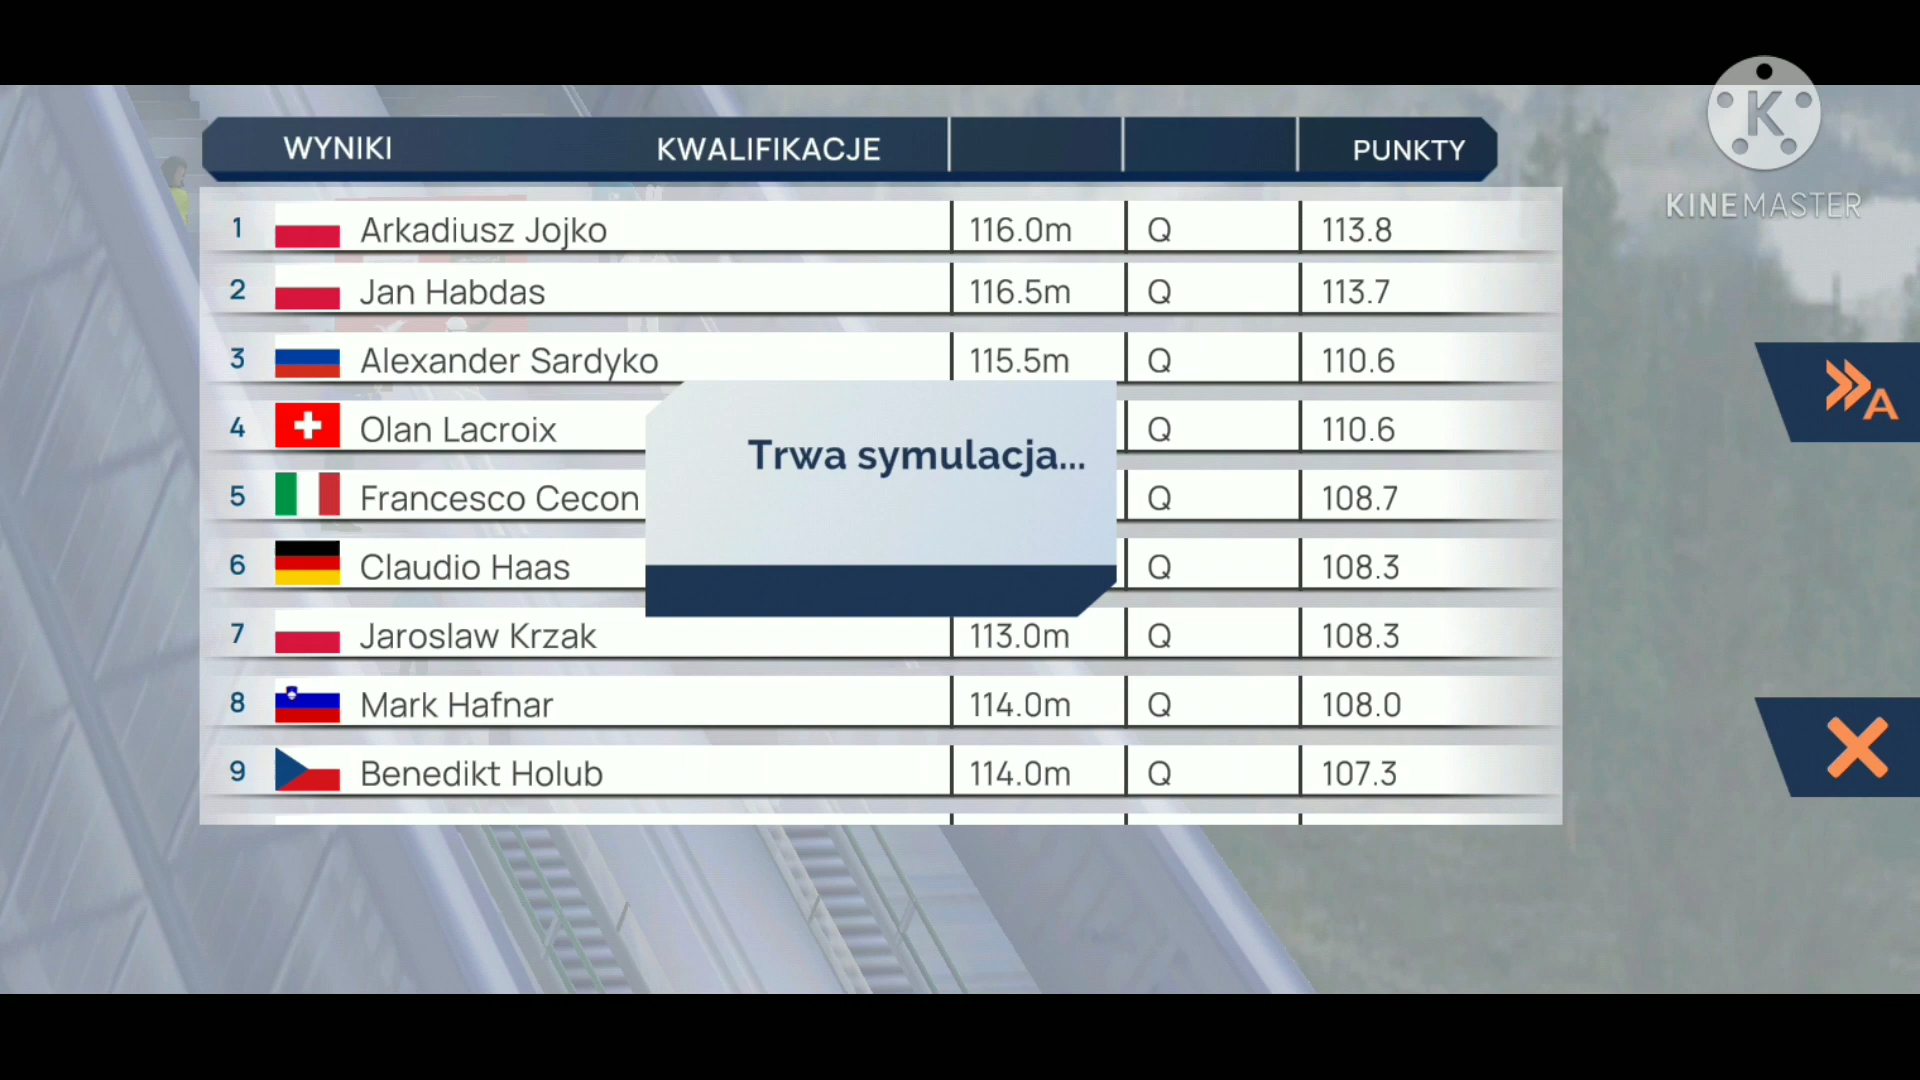 WYNIKI KWALIFIKACJE PUNKTY
K
KINEMASTER
1 Arkadiusz Jojko 116.0m Q 113.8
2 Jan Habdas 116.5m Q 113.7
3 Alexander Sardyko 115.5m Q 110.6
A
4 Olan Lacroix Q 110.6
Trwa symulacja...
5 Francesco Cecon Q 108.7
6 Claudio Haas Q 108.3
7 Jaroslaw Krzak 113.0m Q 108.3
8 Mark Hafnar 114.0m Q 108.0
9 Benedikt Holub 114.0m Q 107.3